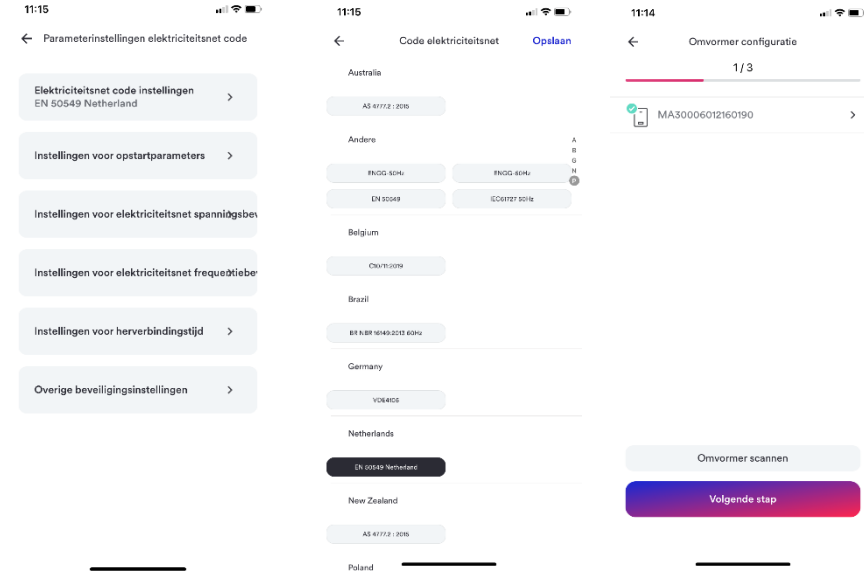 11:15
Parameterinstellingen elektriciteitsnet code
Elektriciteitsnet code instellingen
EN 50549 Netherland
Instellingen voor opstartparameters
Instellingen voor elektriciteitsnet spanningsbev
Instellingen voor elektriciteitsnet frequentiebe
Instellingen voor herverbindingstijd
Overige beveiligingsinstellingen
11:15
Code elektriciteitsnet
Opslaan
Australia
AS 4777.2 : 2015
Andere
RNGG-50Hz
RNGG-60Hz
EN 50549
IEC61727 50Hz
A
B
G
N
P
Belgium
C10/11:2019
Brazil
BR NBR 16149:2013 60Hz
Germany
VDE4105
Netherlands
EN 50549 Netherland
New Zealand
AS 4777.2 : 2015
Poland
11:14
Omvormer configuratie
1 / 3
MA30006012160190
Omvormer scannen
Volgende stap